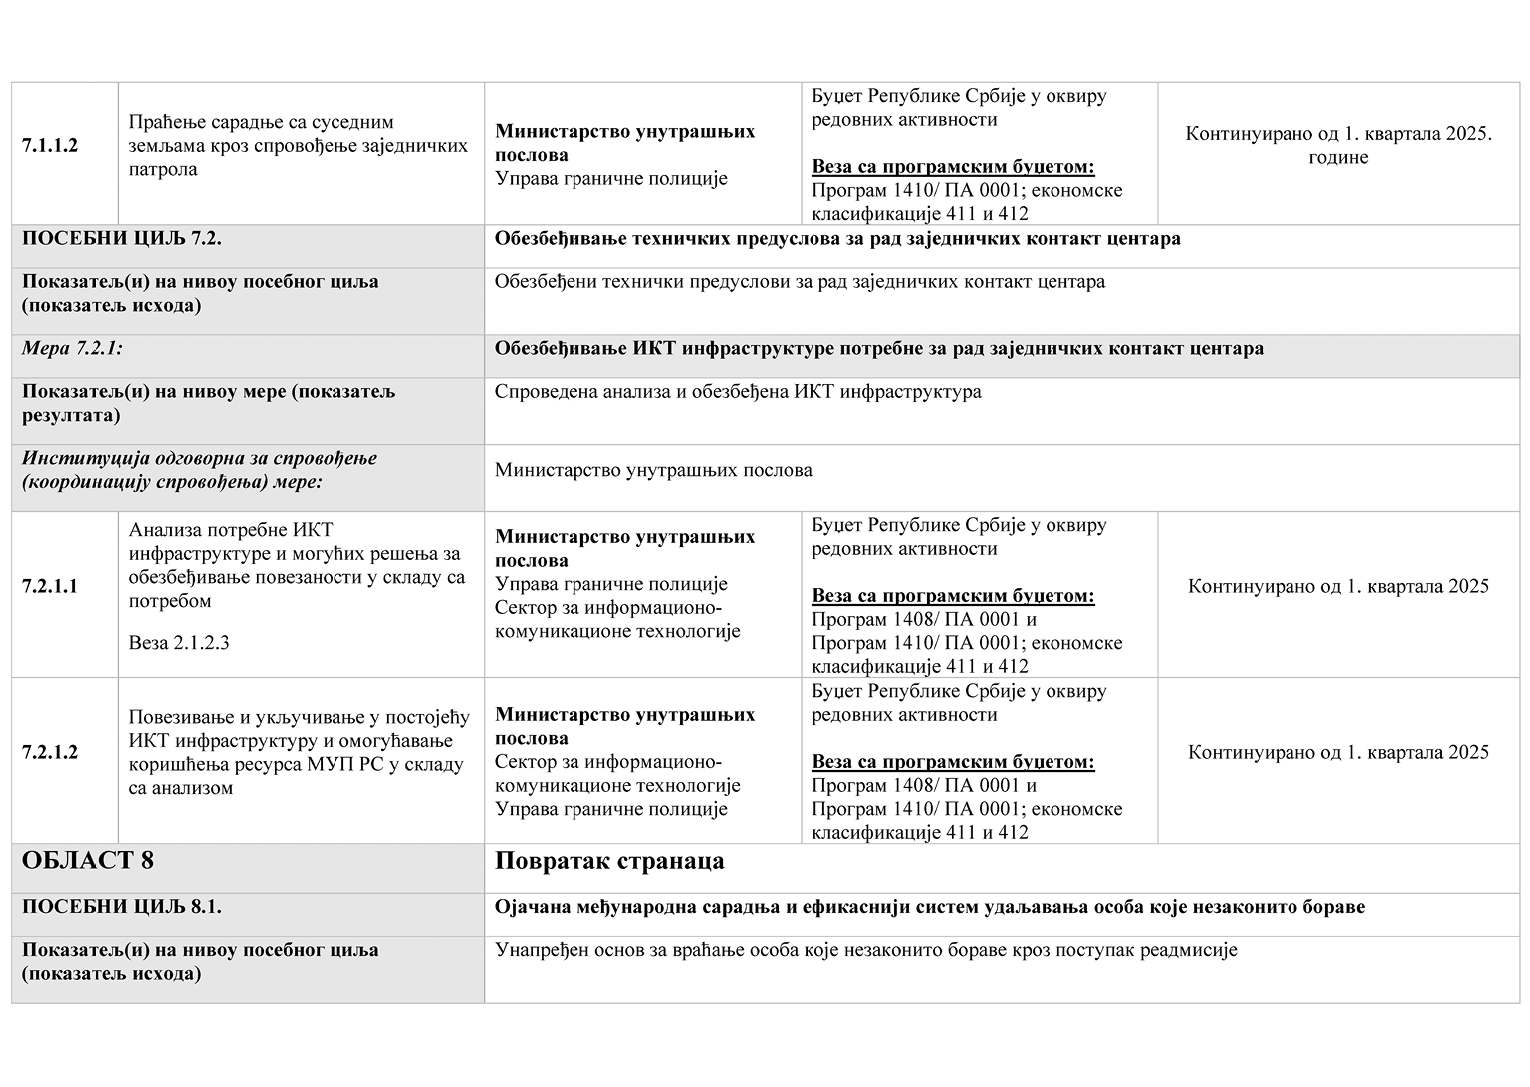 7.1.1.2
Праћење сарадње са суседним
земљама кроз спровођење заједничких
патрола
Министарство унутрашњих
послова
Управа граничне полиције
Буџет Републике Србије у оквиру
редовних активности
Веза са програмским буџетом:
Програм 1410/ ПА 0001; економске
класификације 411 и 412
Континуирано од 1. квартала 2025.
године
ПОСЕБНИ ЦИЉ 7.2.
Обезбеђивање техничких предуслова за рад заједничких контакт центара
Показатељ(и) на нивоу посебног циља
(показатељ исхода)
Обезбеђени технички предуслови за рад заједничких контакт центара
Мера 7.2.1:
Обезбеђивање ИКТ инфраструктуре потребне за рад заједничких контакт центара
Показатељ(и) на нивоу мере (показатељ
резултата)
Спроведена анализа и обезбеђена ИКТ инфраструктура
Институција одговорна за спровођење
(координацију спровођења) мере:
Министарство унутрашњих послова
7.2.1.1
Анализа потребне ИКТ
инфраструктуре и могућих решења за
обезбеђивање повезаности у складу са
потребом
Веза 2.1.2.3
Министарство унутрашњих
послова
Управа граничне полиције
Сектор за информационо-
комуникационе технологије
Буџет Републике Србије у оквиру
редовних активности
Веза са програмским буџетом:
Програм 1408/ ПА 0001 и
Програм 1410/ ПА 0001; економске
класификације 411 и 412
Континуирано од 1. квартала 2025
7.2.1.2
Повезивање и укључивање у постојећу
ИКТ инфраструктуру и омогућавање
коришћења ресурса МУП РС у складу
са анализом
Министарство унутрашњих
послова
Сектор за информационо-
комуникационе технологије
Управа граничне полиције
Буџет Републике Србије у оквиру
редовних активности
Веза са програмским буџетом:
Програм 1408/ ПА 0001 и
Програм 1410/ ПА 0001; економске
класификације 411 и 412
Континуирано од 1. квартала 2025
ОБЛАСТ 8
Повратак странаца
ПОСЕБНИ ЦИЉ 8.1.
Ојачана међународна сарадња и ефикаснији систем удаљавања особа које незаконито бораве
Показатељ(и) на нивоу посебног циља
(показатељ исхода)
Унапређен основ за враћање особа које незаконито бораве кроз поступак реадмисије